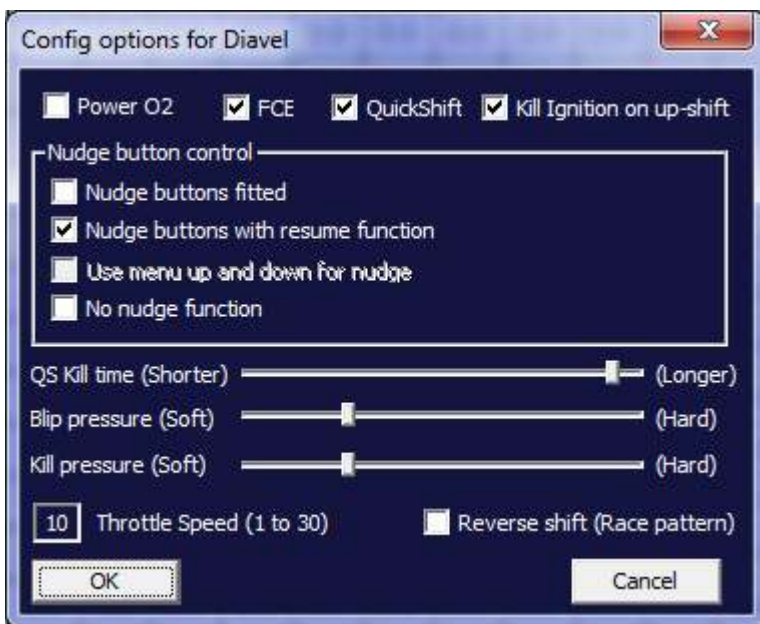 Config options for Diavel
Power O2 FCE QuickShift Kill Ignition on up-shift
Nudge button control
Nudge buttons fitted
Nudge buttons with resume function
Use menu up and down for nudge
No nudge function
QS Kill time (Shorter) (Longer)
Blip pressure (Soft) (Hard)
Kill pressure (Soft) (Hard)
10 Throttle Speed (1 to 30) Reverse shift (Race pattern)
OK Cancel